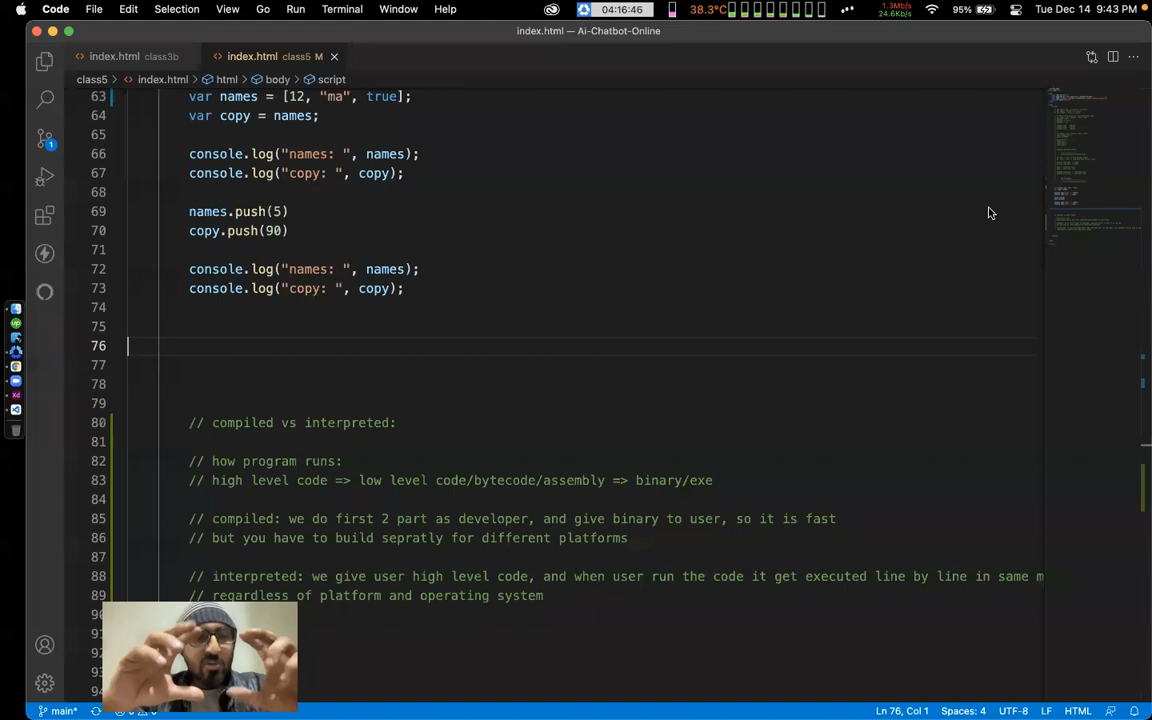 Code File Edit Selection View Go Run Terminal Window Help 04:16:46 38.3°C 1.3Mb/s 24.6Kb/s 95% Tue Dec 14 9:43 PM
index.html — Ai-Chatbot-Online
index.html class3b index.html class5 M
class5 > index.html > html > body > script
63 var names = [12, "ma", true];
64 var copy = names;
65
66 console.log("names: ", names);
67 console.log("copy: ", copy);
68
69 names.push(5)
70 copy.push(90)
71
72 console.log("names: ", names);
73 console.log("copy: ", copy);
74
75
76
77
78
79
80 // compiled vs interpreted:
81
82 // how program runs:
83 // high level code => low level code/bytecode/assembly => binary/exe
84
85 // compiled: we do first 2 part as developer, and give binary to user, so it is fast
86 // but you have to build sepratly for different platforms
87
88 // interpreted: we give user high level code, and when user run the code it get executed line by line in same m
89 // regardless of platform and operating system
90
91
92
93
94
main* Ln 76, Col 1 Spaces: 4 UTF-8 LF HTML